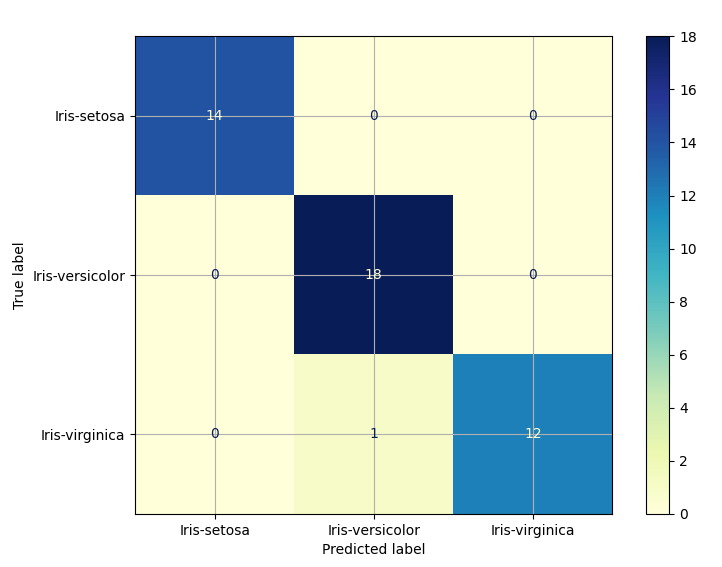 Iris-setosa 14 0 0
Iris-versicolor 0 18 0
Iris-virginica 0 1 12
True label
Iris-setosa Iris-versicolor Iris-virginica
Predicted label
18
16
14
12
10
8
6
4
2
0